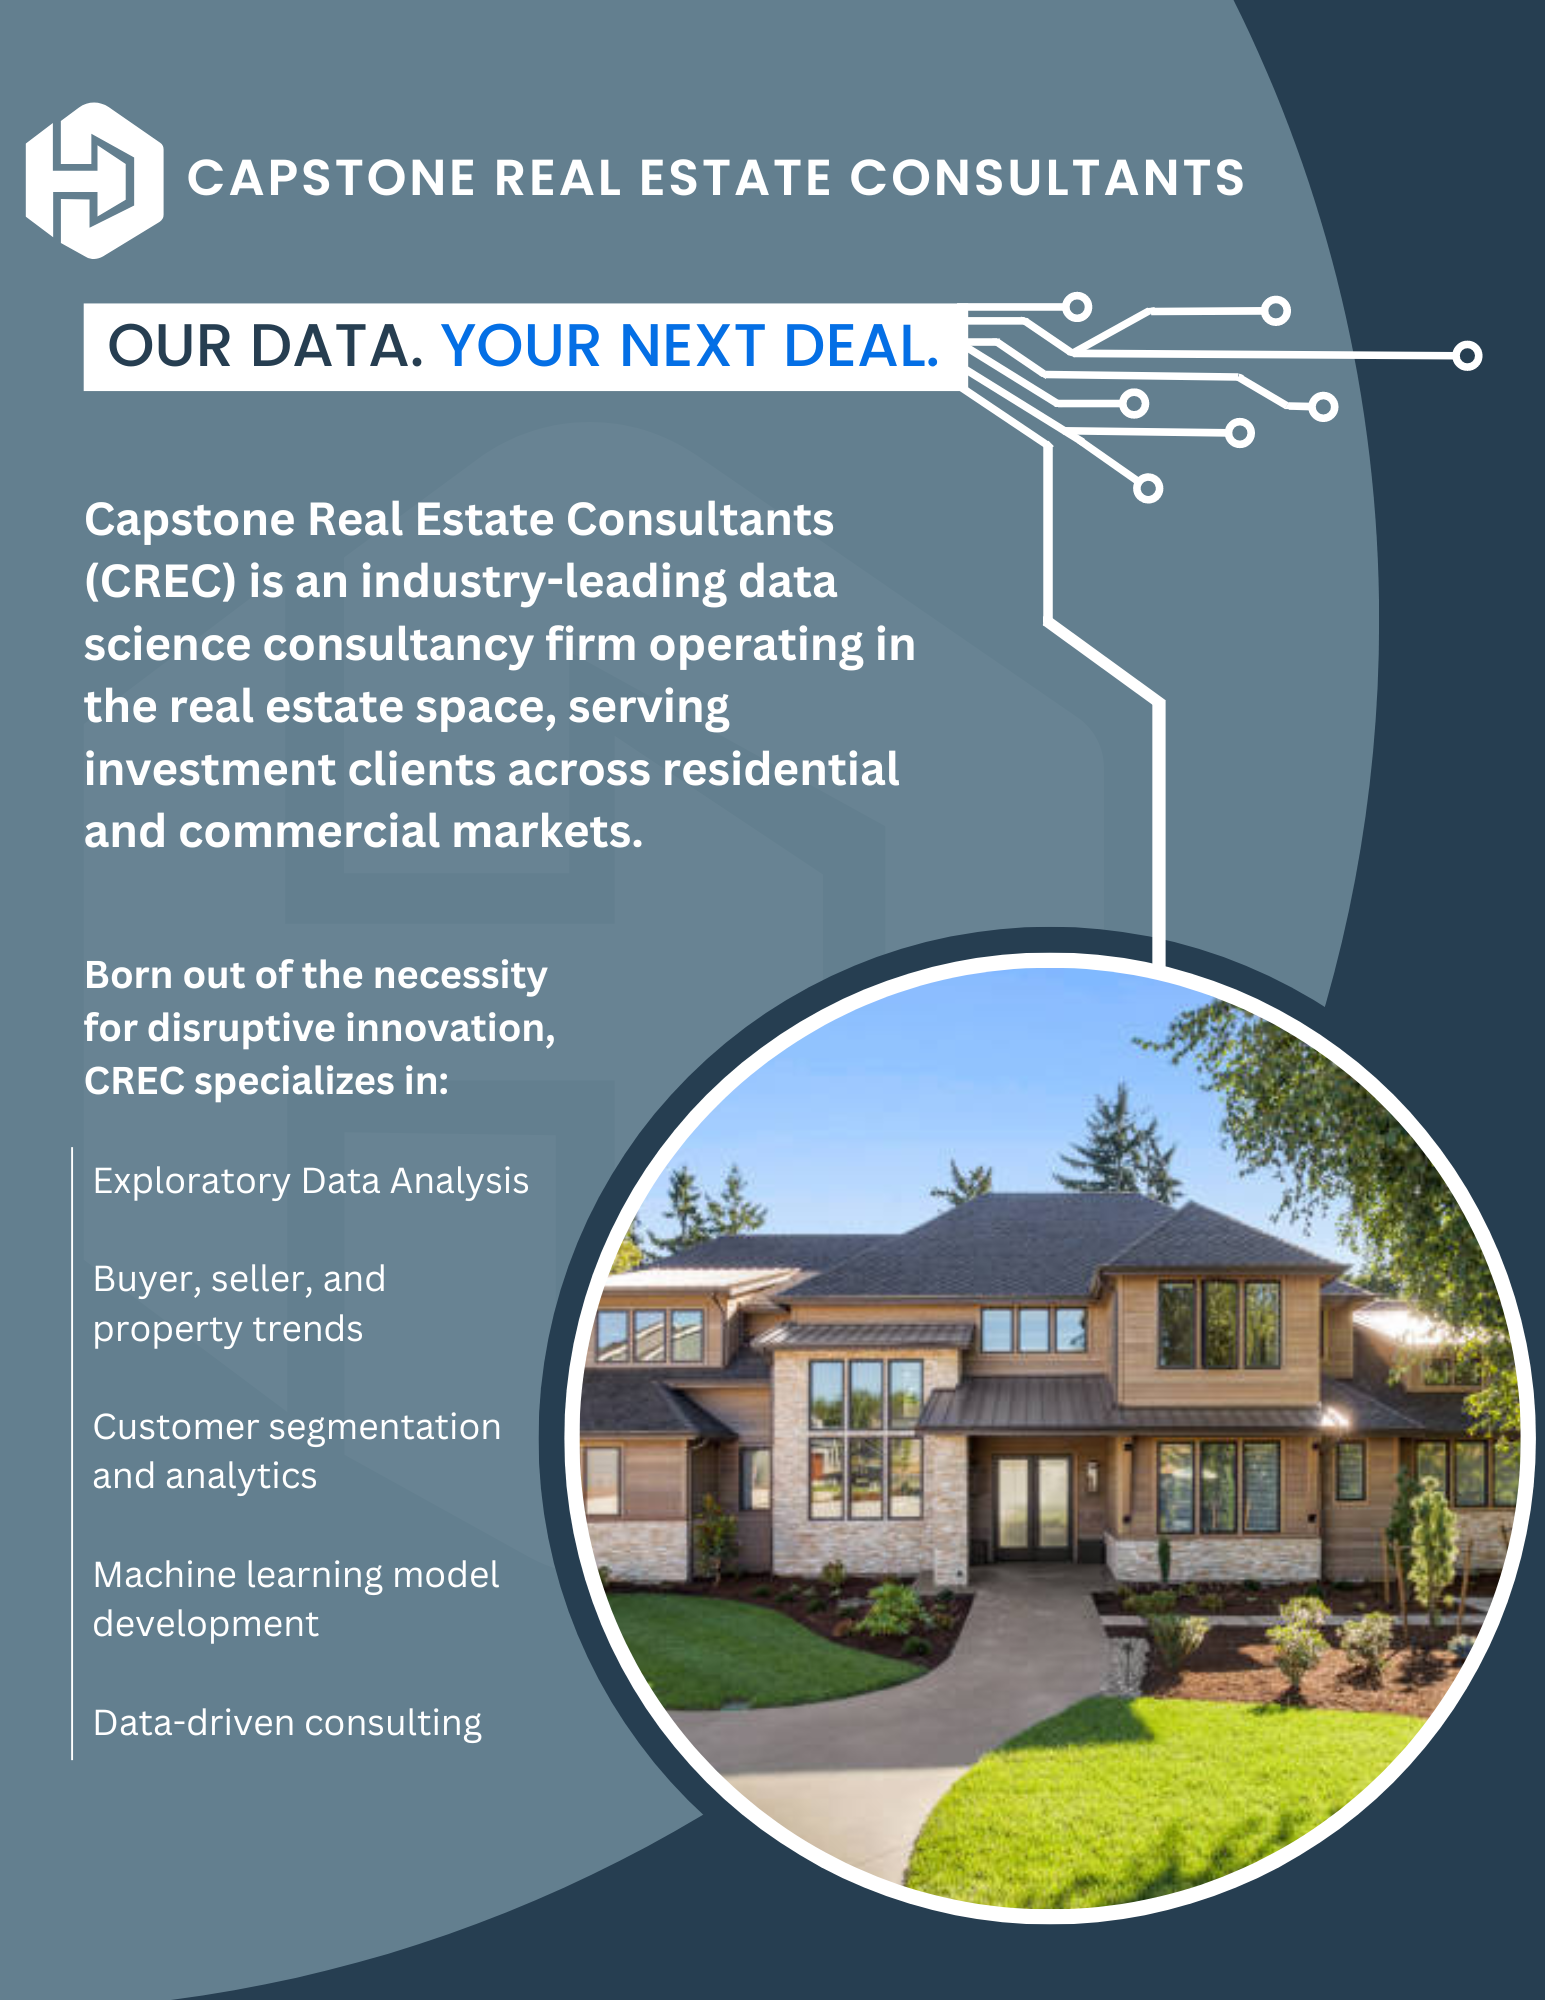 CAPSTONE REAL ESTATE CONSULTANTS
OUR DATA. YOUR NEXT DEAL.
Capstone Real Estate Consultants
(CREC) is an industry-leading data
science consultancy firm operating in
the real estate space, serving
investment clients across residential
and commercial markets.
Born out of the necessity
for disruptive innovation,
CREC specializes in:
Exploratory Data Analysis
Buyer, seller, and
property trends
Customer segmentation
and analytics
Machine learning model
development
Data-driven consulting